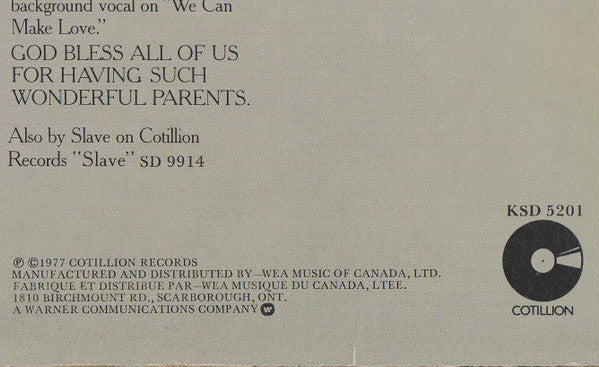 background vocal on "We Can
Make Love."
GOD BLESS ALL OF US
FOR HAVING SUCH
WONDERFUL PARENTS.
Also by Slave on Cotillion
Records "Slave" SD 9914
KSD 5201
COTILLION
℗ ©1977 COTILLION RECORDS
MANUFACTURED AND DISTRIBUTED BY—WEA MUSIC OF CANADA, LTD.
FABRIQUE ET DISTRIBUE PAR—WEA MUSIQUE DU CANADA, LTEE.
1810 BIRCHMOUNT RD., SCARBOROUGH, ONT.
A WARNER COMMUNICATIONS COMPANY